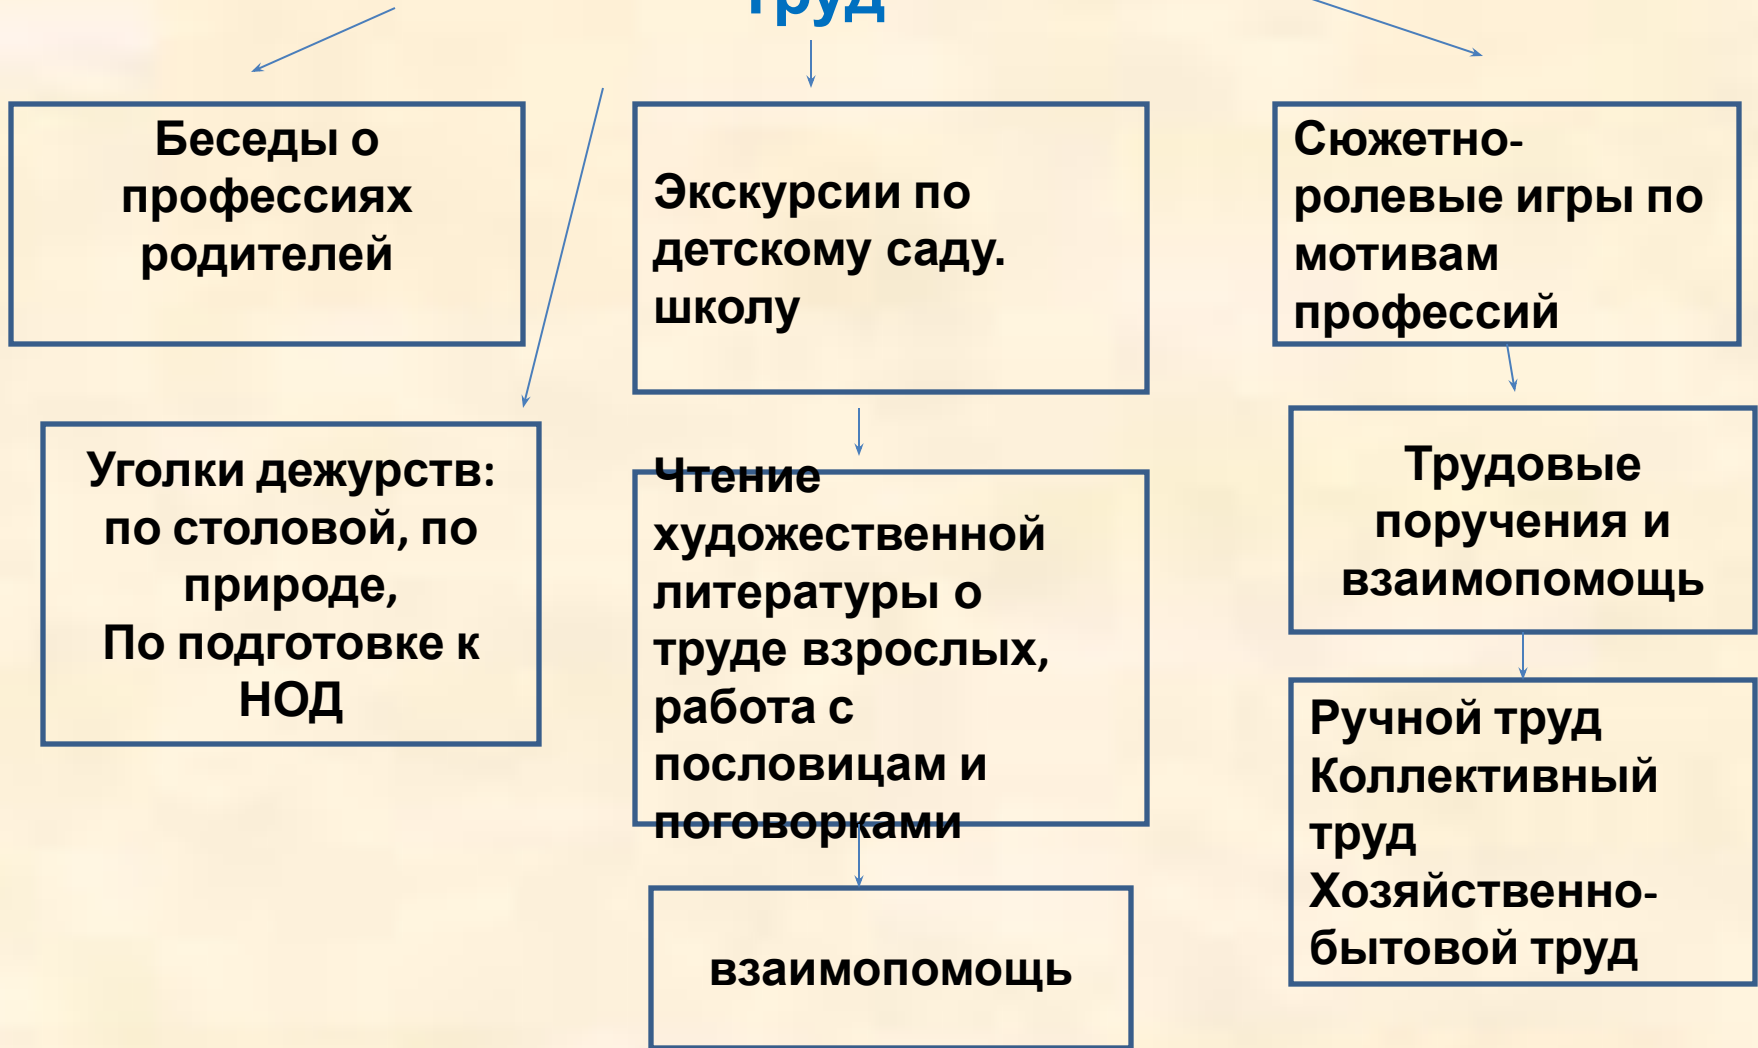 Труд
Беседы о
профессиях
родителей
Экскурсии по
детскому саду.
школу
Сюжетно-
ролевые игры по
мотивам
профессий
Уголки дежурств:
по столовой, по
природе,
По подготовке к
НОД
Чтение
художественной
литературы о
труде взрослых,
работа с
пословицам и
поговорками
Трудовые
поручения и
взаимопомощь
Ручной труд
Коллективный
труд
Хозяйственно-
бытовой труд
взаимопомощь